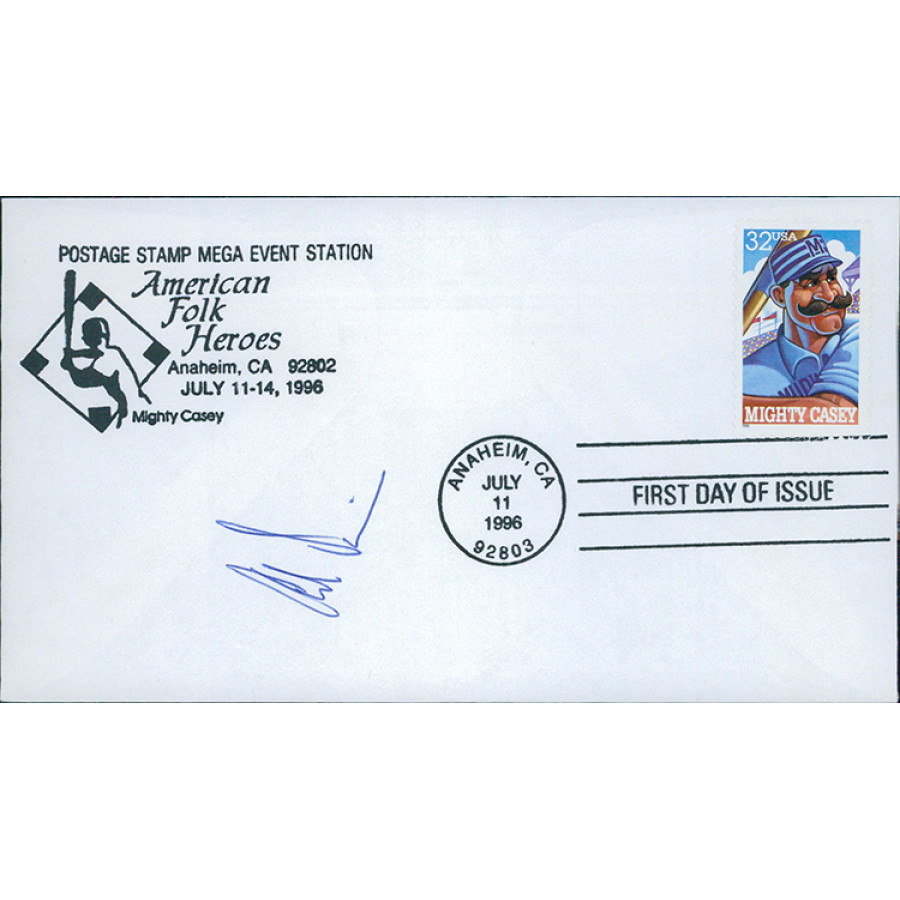 POSTAGE STAMP MEGA EVENT STATION
American
Folk
Heroes
Anaheim, CA 92802
JULY 11-14, 1996
Mighty Casey
32USA
MIGHTY CASEY
ANAHEIM, CA
JULY
11
1996
92803
FIRST DAY OF ISSUE